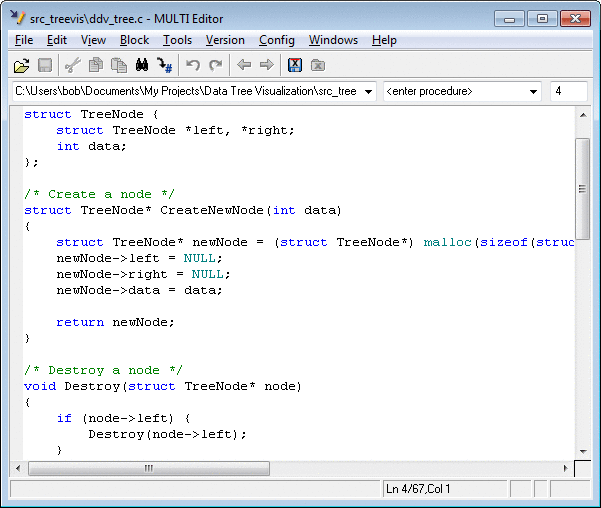 src_treevis\ddv_tree.c - MULTI Editor
File Edit View Block Tools Version Config Windows Help
C:\Users\bob\Documents\My Projects\Data Tree Visualization\src_tree <enter procedure> 4
struct TreeNode {
    struct TreeNode *left, *right;
    int data;
};
/* Create a node */
struct TreeNode* CreateNewNode(int data)
{
    struct TreeNode* newNode = (struct TreeNode*) malloc(sizeof(struc
    newNode->left = NULL;
    newNode->right = NULL;
    newNode->data = data;
    return newNode;
}
/* Destroy a node */
void Destroy(struct TreeNode* node)
{
    if (node->left) {
        Destroy(node->left);
    }
Ln 4/67,Col 1